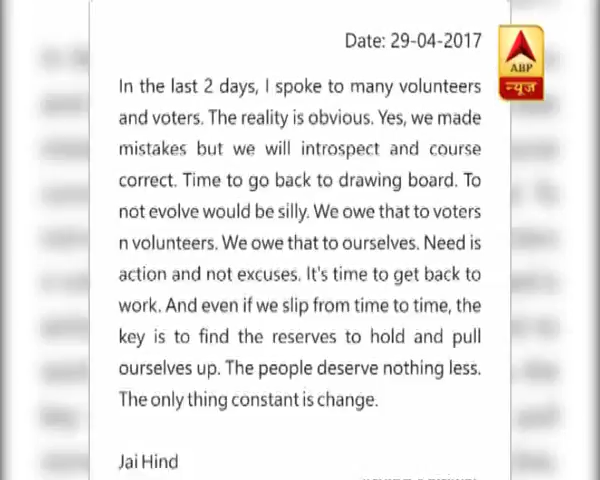 Date: 29-04-2017
ABP
न्यूज़
In the last 2 days, I spoke to many volunteers
and voters. The reality is obvious. Yes, we made
mistakes but we will introspect and course
correct. Time to go back to drawing board. To
not evolve would be silly. We owe that to voters
n volunteers. We owe that to ourselves. Need is
action and not excuses. It's time to get back to
work. And even if we slip from time to time, the
key is to find the reserves to hold and pull
ourselves up. The people deserve nothing less.
The only thing constant is change.
Jai Hind